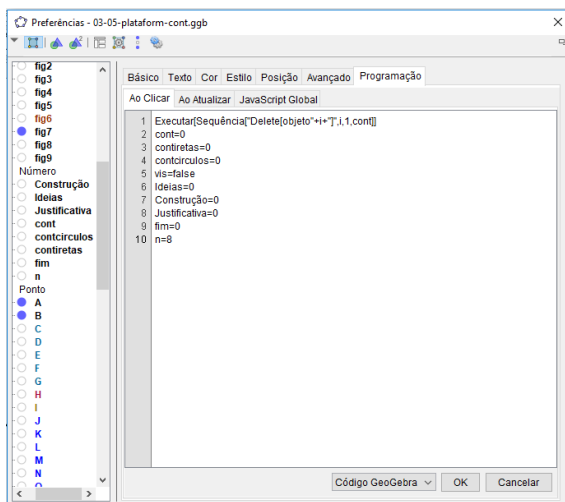 Preferências - 03-05-plataform-cont.ggb
fig2
fig3
fig4
fig5
fig6
fig7
fig8
fig9
Número
Construção
Ideias
Justificativa
cont
contcirculos
contiretas
fim
n
Ponto
A
B
C
D
E
F
G
H
I
J
K
L
M
N
Básico Texto Cor Estilo Posição Avançado Programação
Ao Clicar Ao Atualizar JavaScript Global
1 Executar[Sequência["Delete[objeto"+i+"]",i,1,cont]]
2 cont=0
3 contiretas=0
4 contcirculos=0
5 vis=false
6 Ideias=0
7 Construção=0
8 Justificativa=0
9 fim=0
10 n=8
Código GeoGebra OK Cancelar